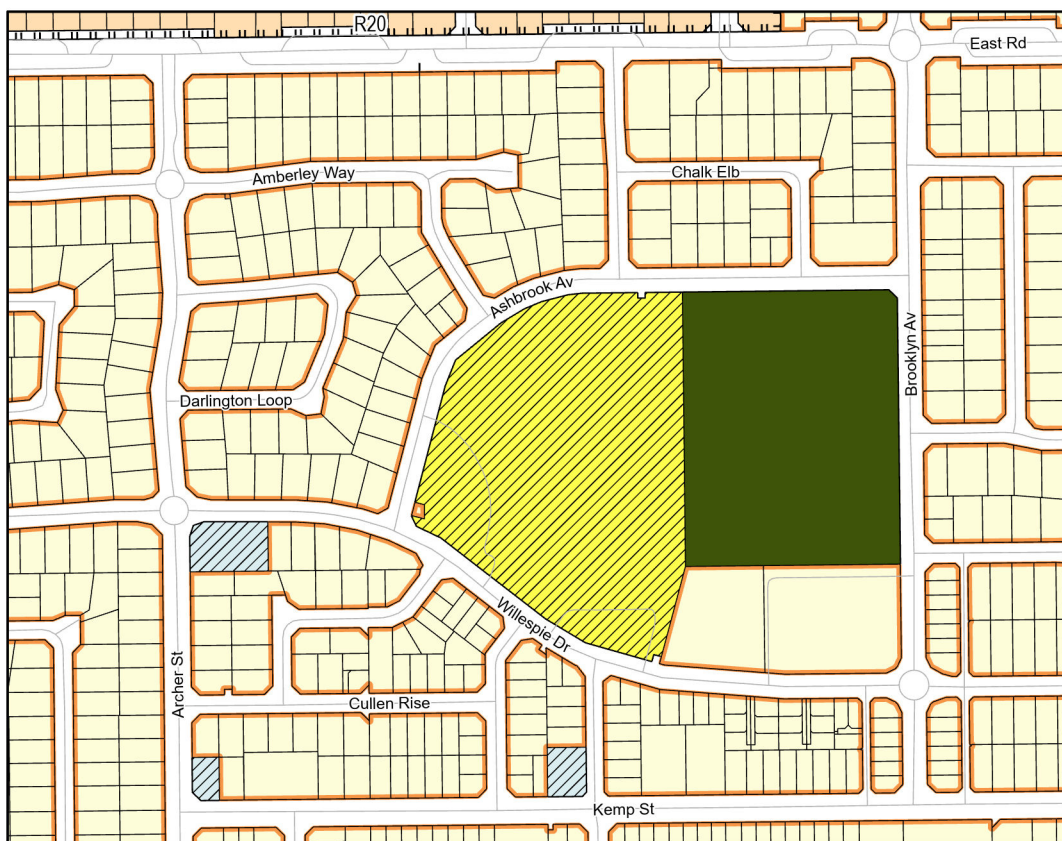 R20
East Rd
Amberley Way
Chalk Elb
Ashbrook Av
Brooklyn Av
Darlington Loop
Willespie Dr
Archer St
Cullen Rise
Kemp St